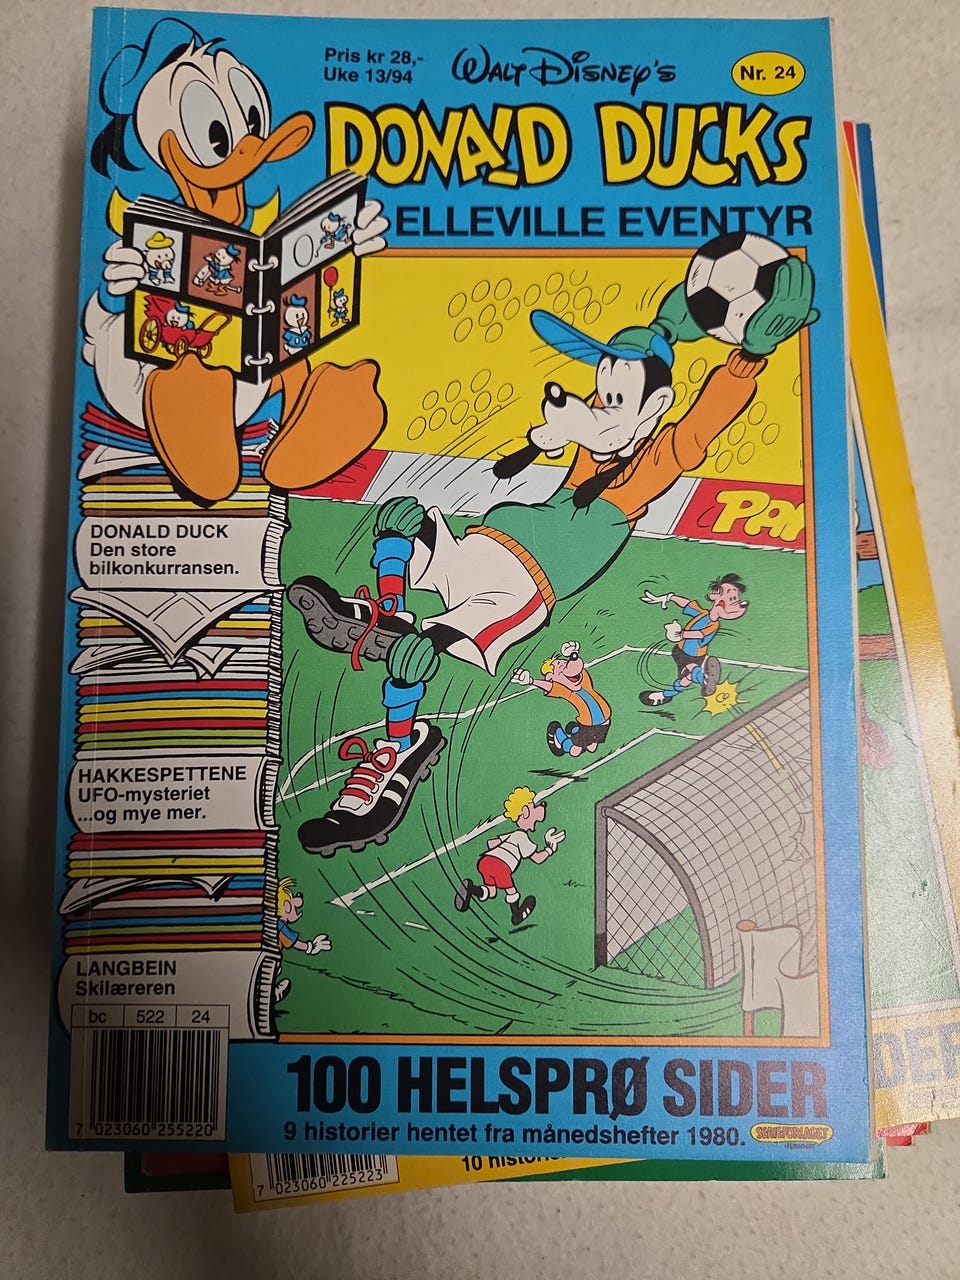 Pris kr 28,-
Uke 13/94
WALT DISNEY'S
Nr. 24
DONALD DUCKS
ELLEVILLE EVENTYR
DONALD DUCK
Den store
bilkonkurransen.
HAKKESPETTENE
UFO-mysteriet
...og mye mer.
LANGBEIN
Skilæreren
bc 522 24
7 023060 255220
100 HELSPRØ SIDER
9 historier hentet fra månedshefter 1980.
SERIEFORLAGET
DER
7 023060 225223